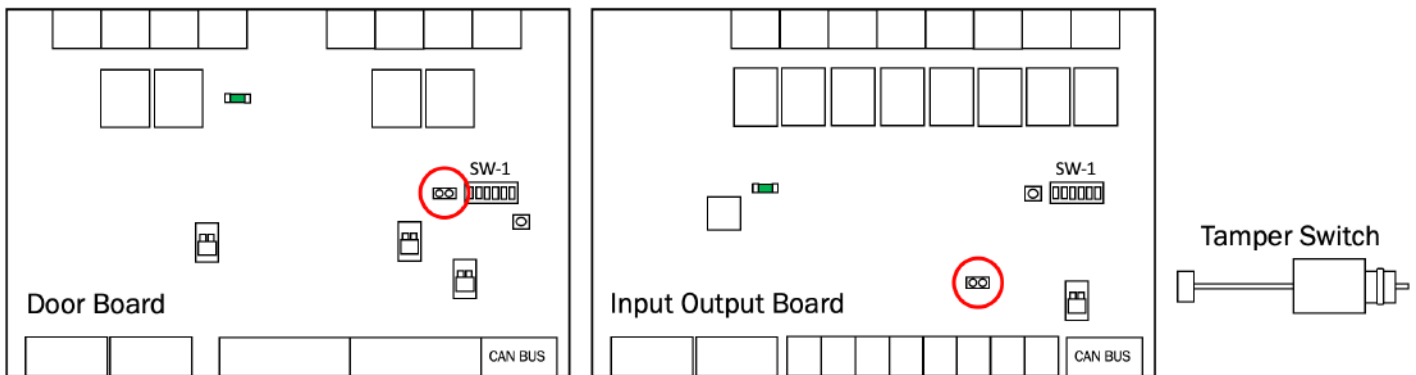 SW-1
Door Board
CAN BUS
SW-1
Input Output Board
CAN BUS
Tamper Switch